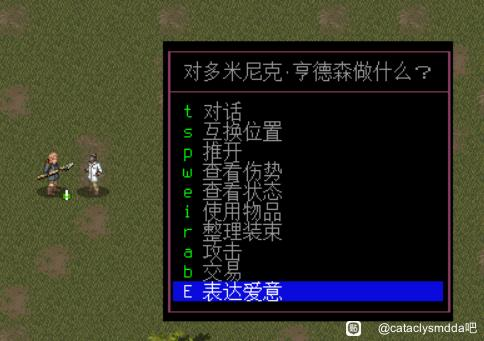 对多米尼克·亨德森做什么？
t 对话
s 互换位置
p 推开
w 查看伤势
e 查看状态
i 使用物品
r 整理装束
a 攻击
b 交易
E 表达爱意
贴 @cataclysmdda吧